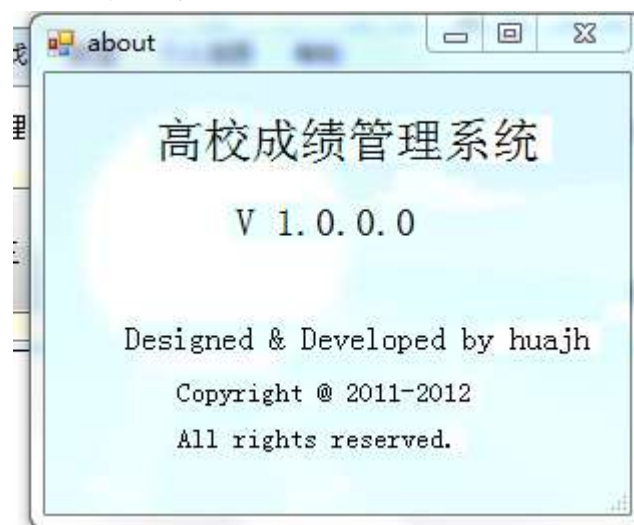 about
高校成绩管理系统
V 1.0.0.0
Designed & Developed by huajh
Copyright @ 2011-2012
All rights reserved.